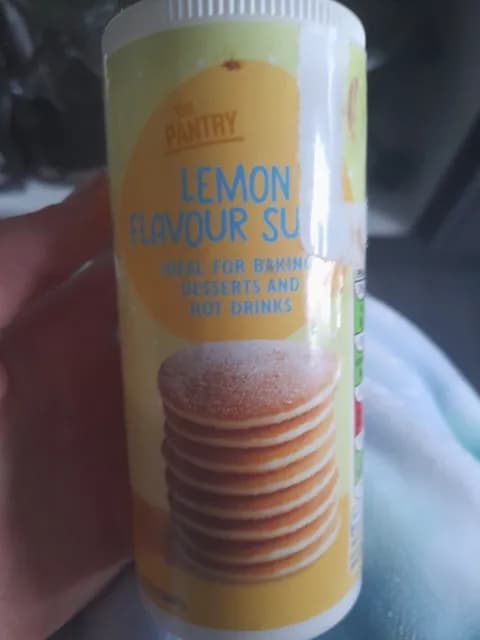 THE
PANTRY
LEMON
FLAVOUR SU
IDEAL FOR BAKING
DESSERTS AND
HOT DRINKS